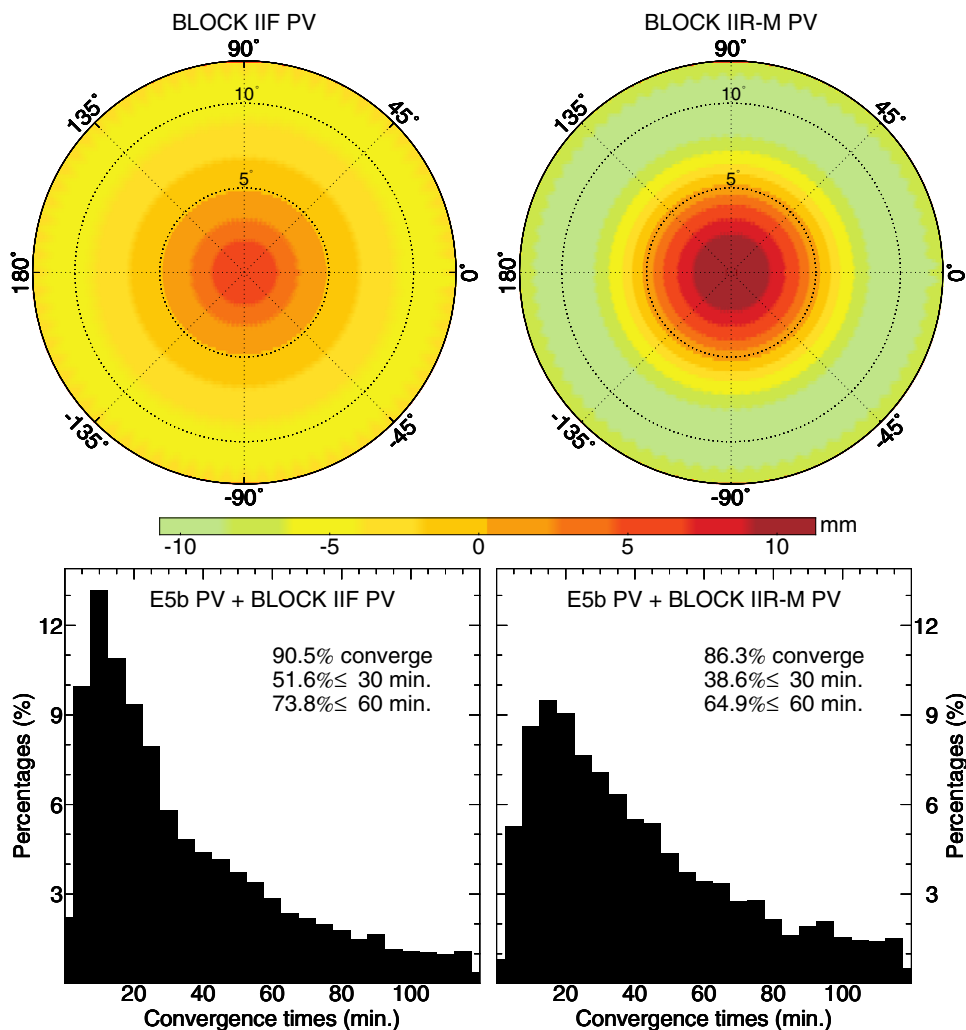 BLOCK IIF PV
BLOCK IIR-M PV
90°
90°
135°
10°
45°
135°
10°
45°
5°
5°
180°
0°
180°
0°
-135°
-45°
-135°
-45°
-90°
-90°
-10
-5
0
5
10
mm
E5b PV + BLOCK IIF PV
90.5% converge
51.6%≤ 30 min.
73.8%≤ 60 min.
E5b PV + BLOCK IIR-M PV
86.3% converge
38.6%≤ 30 min.
64.9%≤ 60 min.
12
9
6
3
Percentages (%)
12
9
6
3
Percentages (%)
20
40
60
80
100
20
40
60
80
100
Convergence times (min.)
Convergence times (min.)